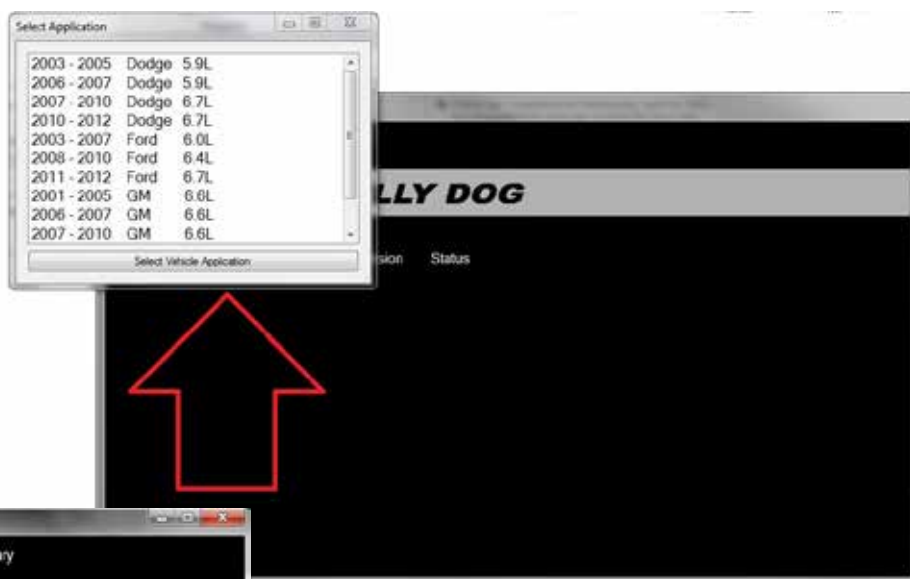 Select Application
2003 - 2005 Dodge 5.9L
2006 - 2007 Dodge 5.9L
2007 - 2010 Dodge 6.7L
2010 - 2012 Dodge 6.7L
2003 - 2007 Ford 6.0L
2008 - 2010 Ford 6.4L
2011 - 2012 Ford 6.7L
2001 - 2005 GM 6.6L
2006 - 2007 GM 6.6L
2007 - 2010 GM 6.6L
Select Vehicle Application
LLY DOG
sion Status
ary